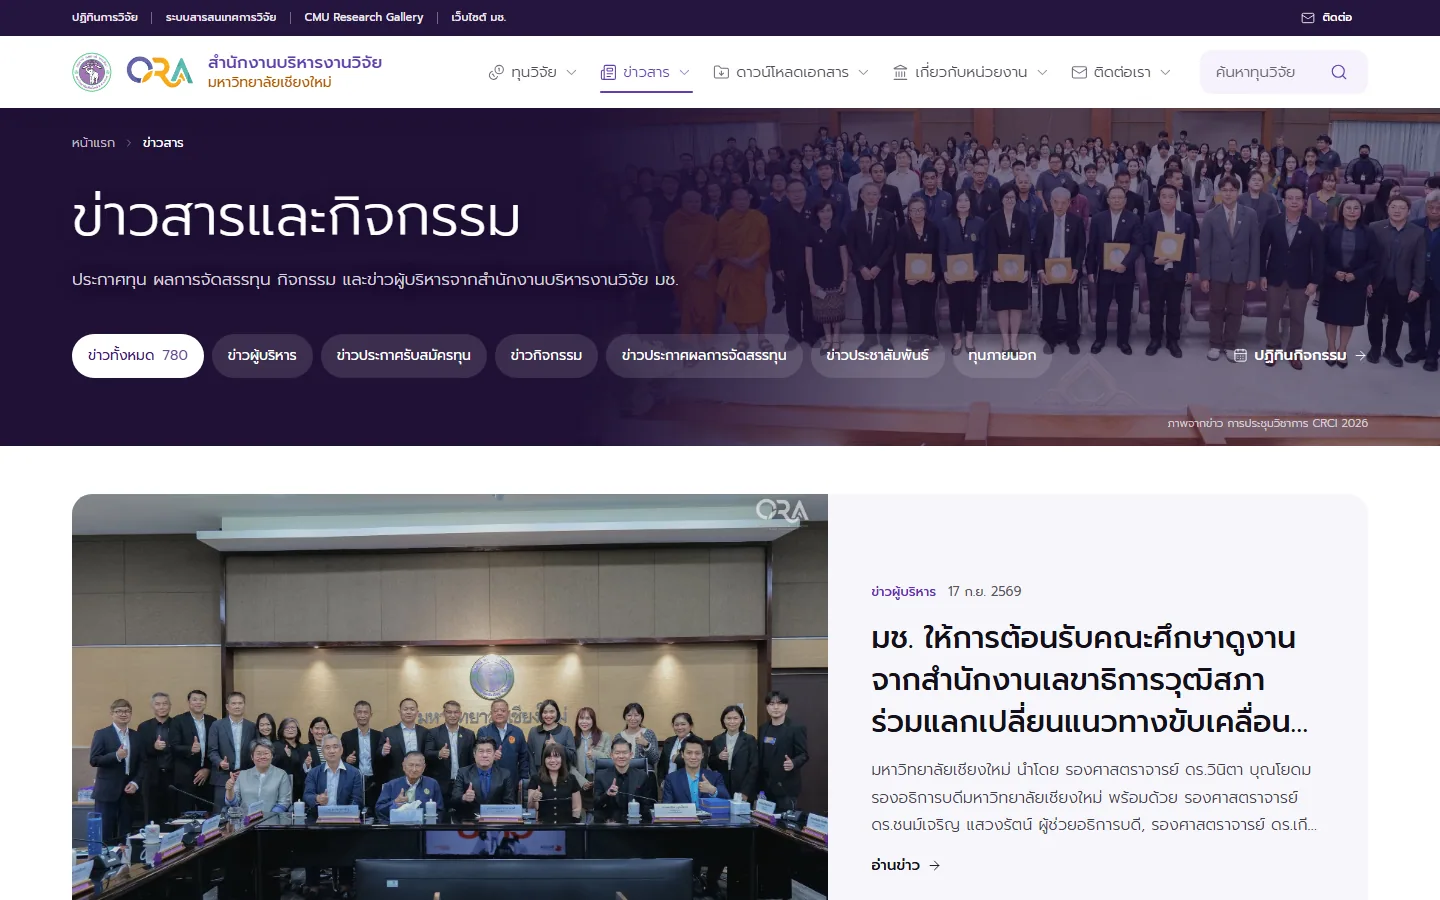 ปฏิทินการวิจัย
ระบบสารสนเทศการวิจัย
CMU Research Gallery
เว็บไซต์ มช.
ติดต่อ
ORA
สำนักงานบริหารงานวิจัย
มหาวิทยาลัยเชียงใหม่
ทุนวิจัย
ข่าวสาร
ดาวน์โหลดเอกสาร
เกี่ยวกับหน่วยงาน
ติดต่อเรา
ค้นหาทุนวิจัย
หน้าแรก
ข่าวสาร
ข่าวสารและกิจกรรม
ประกาศทุน ผลการจัดสรรทุน กิจกรรม และข่าวผู้บริหารจากสำนักงานบริหารงานวิจัย มช.
ข่าวทั้งหมด 780
ข่าวผู้บริหาร
ข่าวประกาศรับสมัครทุน
ข่าวกิจกรรม
ข่าวประกาศผลการจัดสรรทุน
ข่าวประชาสัมพันธ์
ทุนภายนอก
ปฏิทินกิจกรรม
ภาพจากข่าว การประชุมวิชาการ CRCI 2026
ORA
ข่าวผู้บริหาร 17 ก.ย. 2569
มช. ให้การต้อนรับคณะศึกษาดูงาน
จากสำนักงานเลขาธิการวุฒิสภา
ร่วมแลกเปลี่ยนแนวทางขับเคลื่อน...
มหาวิทยาลัยเชียงใหม่ นำโดย รองศาสตราจารย์ ดร.วินิตา บุณโยดม
รองอธิการบดีมหาวิทยาลัยเชียงใหม่ พร้อมด้วย รองศาสตราจารย์
ดร.ชนม์เจริญ แสวงรัตน์ ผู้ช่วยอธิการบดี, รองศาสตราจารย์ ดร.เกี...
อ่านข่าว